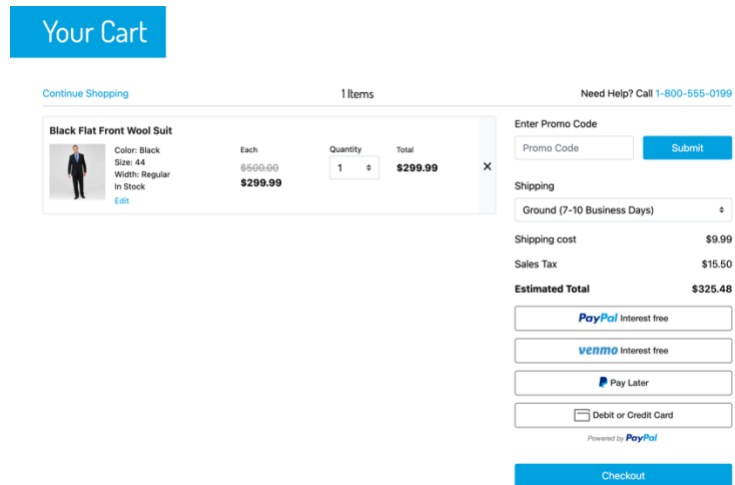 Your Cart
Continue Shopping
1 Items
Need Help? Call 1-800-555-0199
Black Flat Front Wool Suit
Color: Black
Size: 44
Width: Regular
In Stock
Edit
Each
$500.00
$299.99
Quantity
1
Total
$299.99
×
Enter Promo Code
Promo Code
Submit
Shipping
Ground (7-10 Business Days)
Shipping cost $9.99
Sales Tax $15.50
Estimated Total $325.48
PayPal Interest free
venmo Interest free
Pay Later
Debit or Credit Card
Powered by PayPal
Checkout